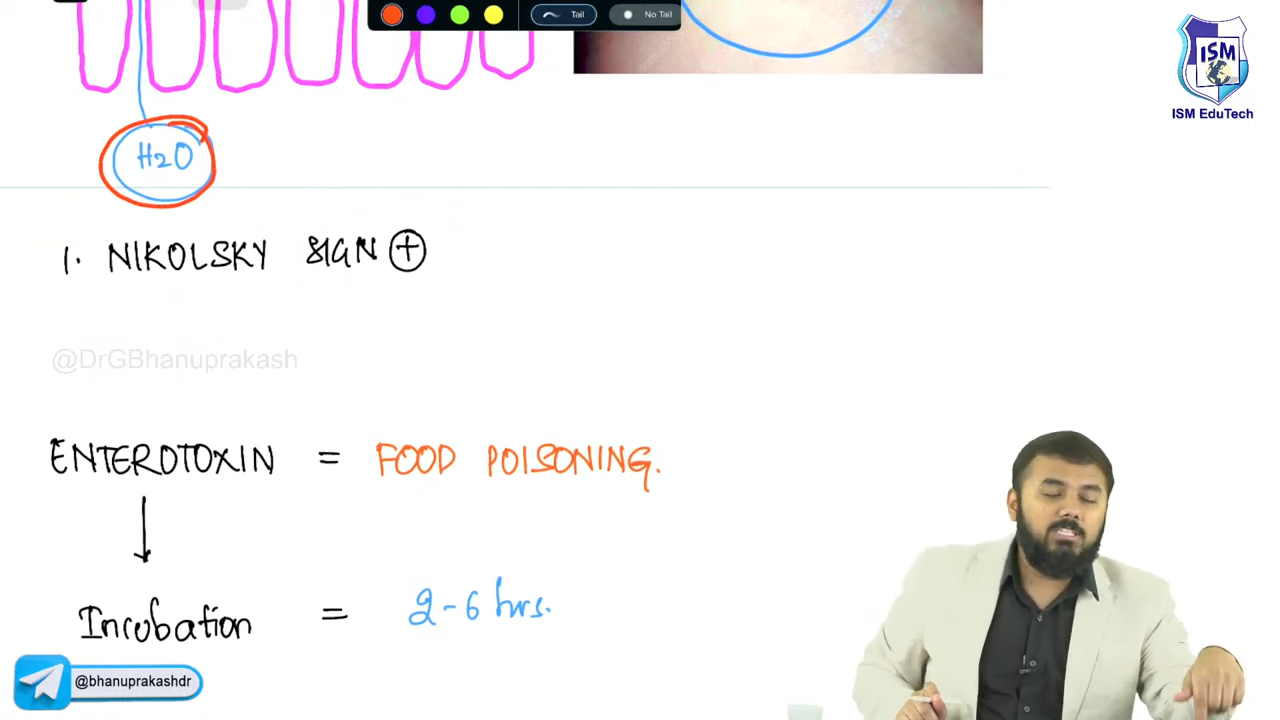 Tail
No Tail
ISM
ISM EduTech
H2O
1. NIKOLSKY SIGN +
@DrGBhanuprakash
ENTEROTOXIN = FOOD POISONING.
Incubation = 2-6 hrs.
@bhanuprakashdr